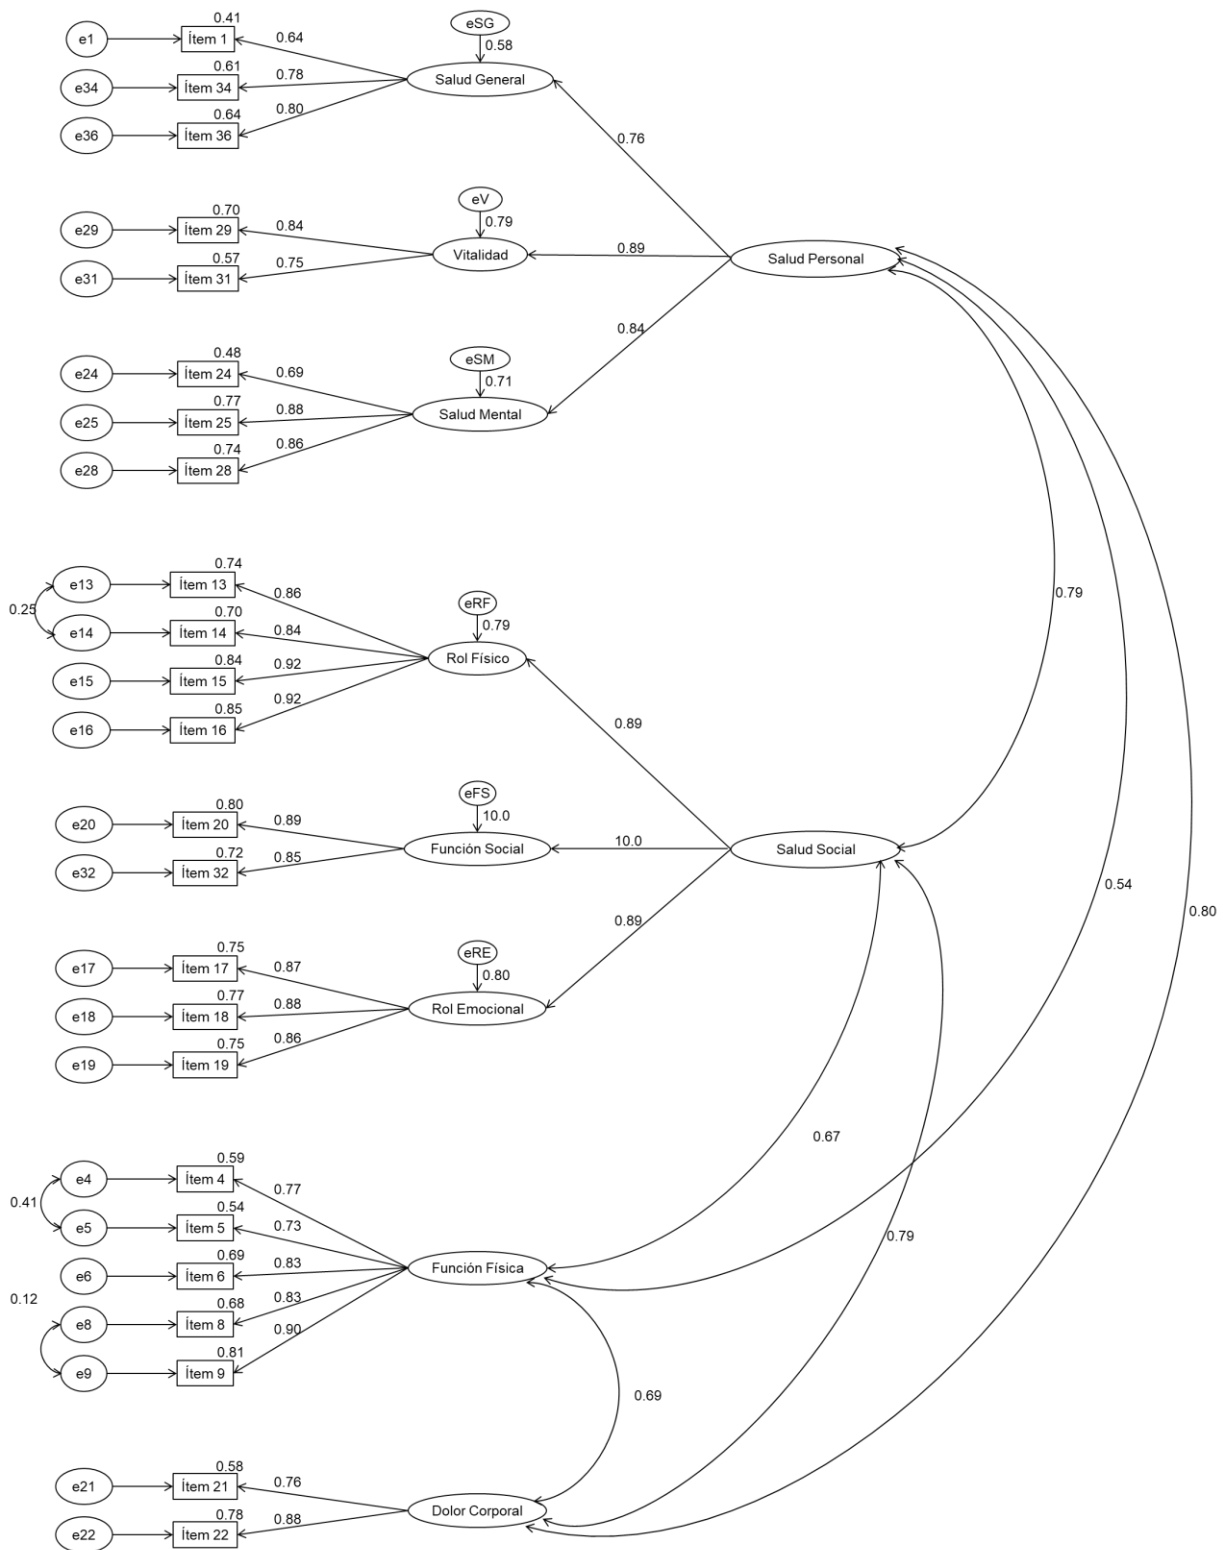 0.41
eSG
e1
Ítem 1
0.64
0.58
0.61
0.78
Salud General
e34
Ítem 34
0.80
0.64
e36
Ítem 36
0.76
eV
0.70
0.79
e29
Ítem 29
0.84
0.57
0.89
Vitalidad
Salud Personal
0.75
e31
Ítem 31
0.84
0.48
eSM
e24
Ítem 24
0.69
0.71
0.77
0.88
Salud Mental
e25
Ítem 25
0.86
0.74
e28
Ítem 28
0.74
e13
Ítem 13
0.86
0.79
eRF
0.25
0.70
0.79
e14
Ítem 14
0.84
0.84
0.92
Rol Físico
e15
Ítem 15
0.92
0.85
e16
Ítem 16
0.89
eFS
0.80
10.0
e20
Ítem 20
0.89
0.72
0.85
10.0
Función Social
Salud Social
e32
Ítem 32
0.54
0.80
0.89
0.75
eRE
e17
Ítem 17
0.87
0.80
0.77
0.88
Rol Emocional
e18
Ítem 18
0.86
0.75
e19
Ítem 19
0.67
0.59
e4
Ítem 4
0.77
0.41
0.54
0.73
e5
Ítem 5
0.79
0.69
0.83
Función Física
e6
Ítem 6
0.12
0.68
0.83
e8
Ítem 8
0.90
0.81
e9
Ítem 9
0.69
0.58
e21
Ítem 21
0.76
0.78
0.88
Dolor Corporal
e22
Ítem 22